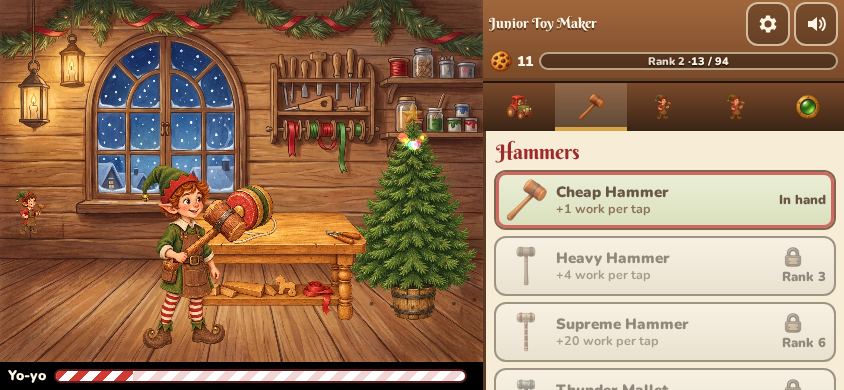 Junior Toy Maker
11
Rank 2 ·13 / 94
Hammers
Cheap Hammer
+1 work per tap
In hand
Heavy Hammer
+4 work per tap
Rank 3
Supreme Hammer
+20 work per tap
Rank 6
Thunder Mallet
Yo-yo